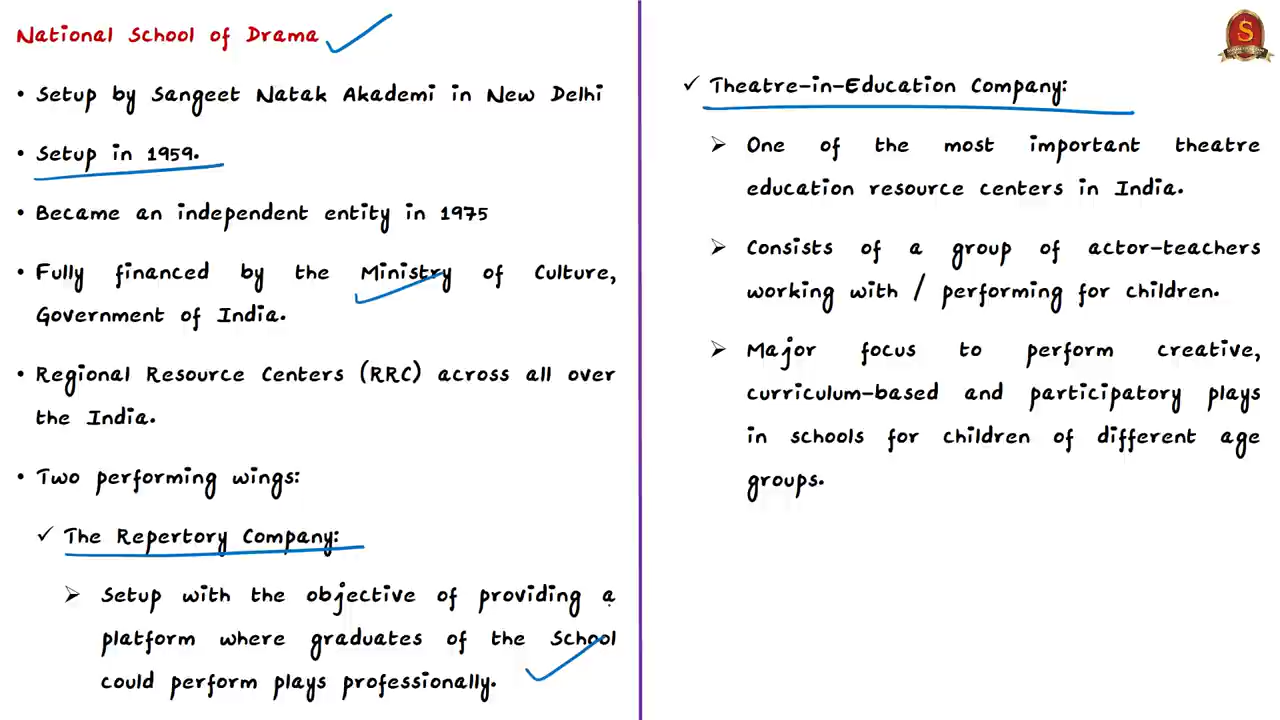 National School of Drama
• Setup by Sangeet Natak Akademi in New Delhi
• Setup in 1959.
• Became an independent entity in 1975
• Fully financed by the Ministry of Culture,
Government of India.
• Regional Resource Centers (RRC) across all over
the India.
• Two performing wings:
✓ The Repertory Company:
➢ Setup with the objective of providing a
platform where graduates of the School
could perform plays professionally.
✓ Theatre-in-Education Company:
➢ One of the most important theatre
education resource centers in India.
➢ Consists of a group of actor-teachers
working with / performing for children.
➢ Major focus to perform creative,
curriculum-based and participatory plays
in schools for children of different age
groups.
S